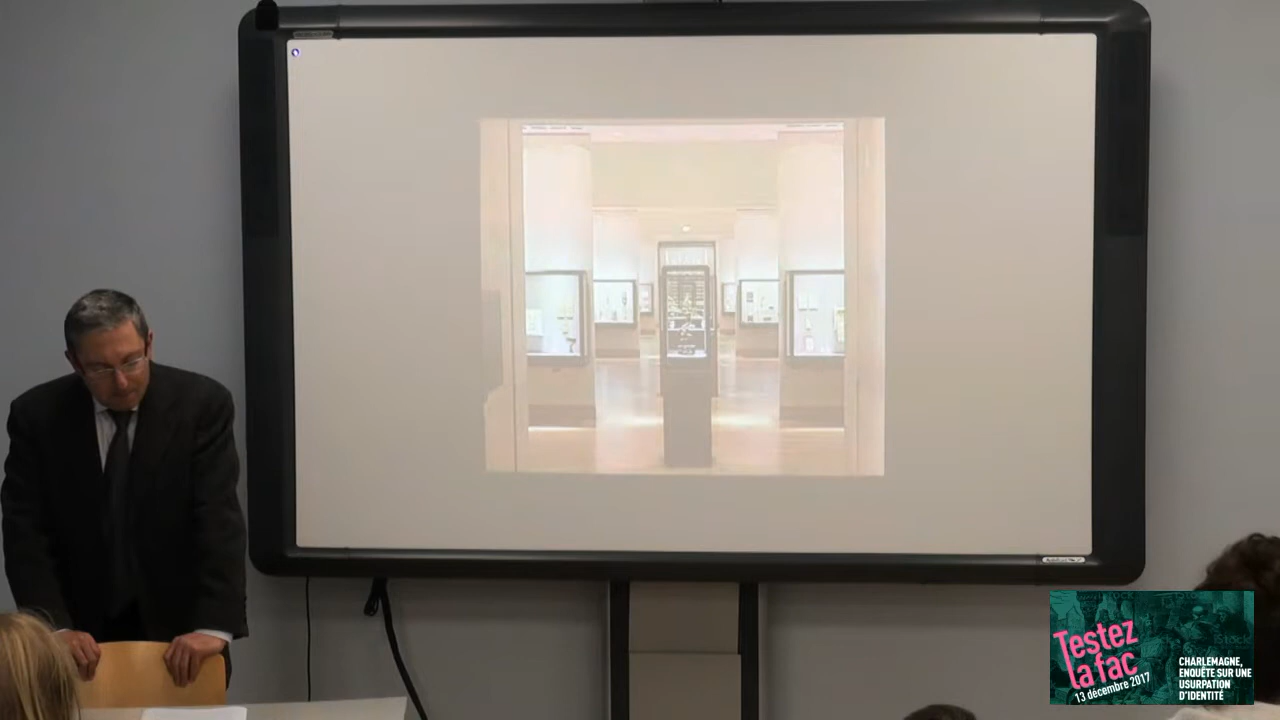 Testez
la fac
13 décembre 2017
CHARLEMAGNE,
ENQUÊTE SUR UNE
USURPATION
D'IDENTITÉ